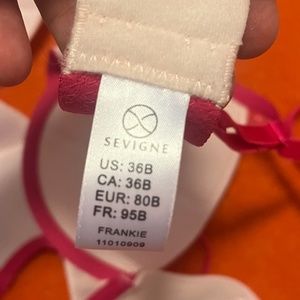 SEVIGNE
US: 36B
CA: 36B
EUR: 80B
FR: 95B
FRANKIE
11010909